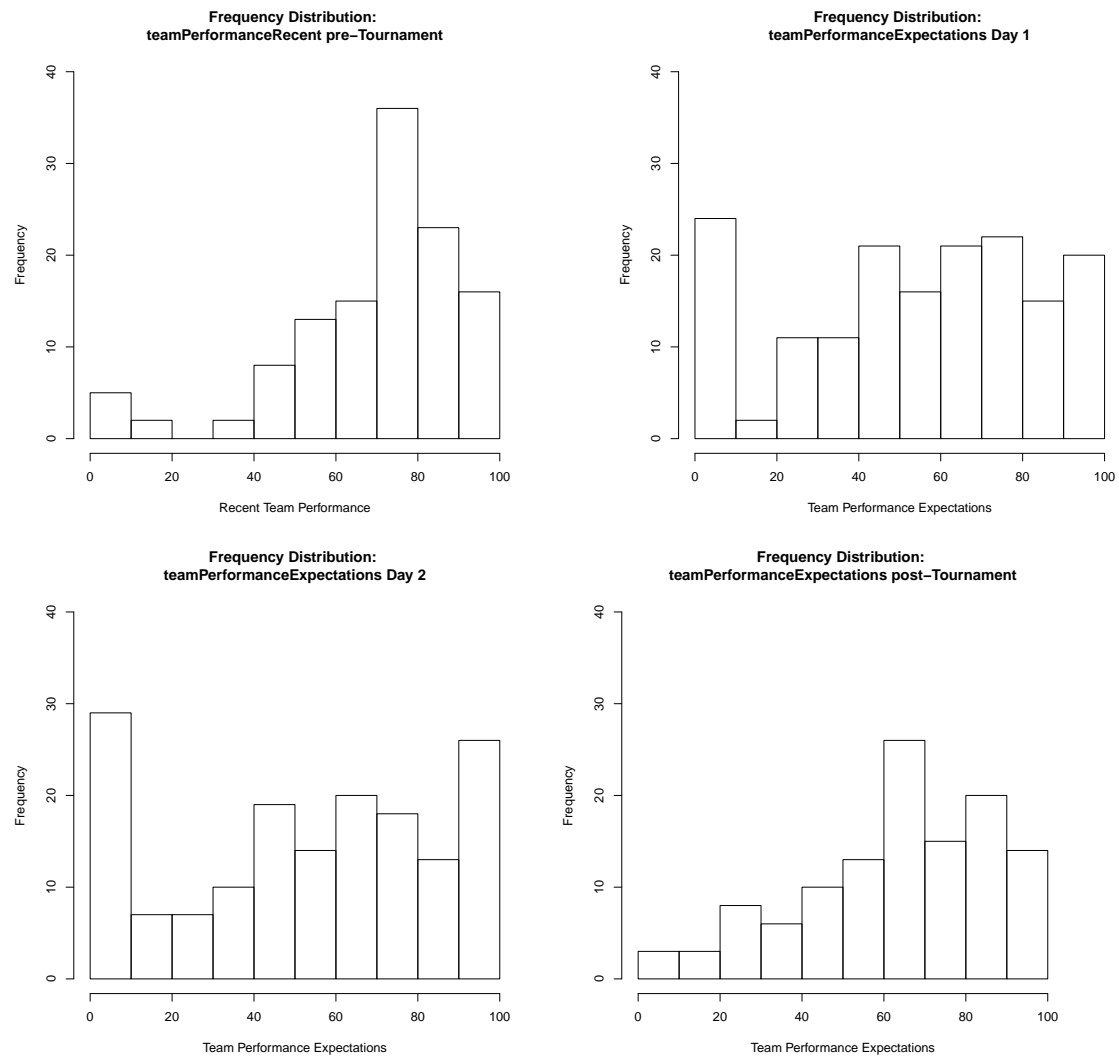 Frequency Distribution:
teamPerformanceRecent pre−Tournament
Frequency
0
10
20
30
40
0
20
40
60
80
100
Recent Team Performance
Frequency Distribution:
teamPerformanceExpectations Day 1
Frequency
0
10
20
30
40
0
20
40
60
80
100
Team Performance Expectations
Frequency Distribution:
teamPerformanceExpectations Day 2
Frequency
0
10
20
30
40
0
20
40
60
80
100
Team Performance Expectations
Frequency Distribution:
teamPerformanceExpectations post−Tournament
Frequency
0
10
20
30
40
0
20
40
60
80
100
Team Performance Expectations